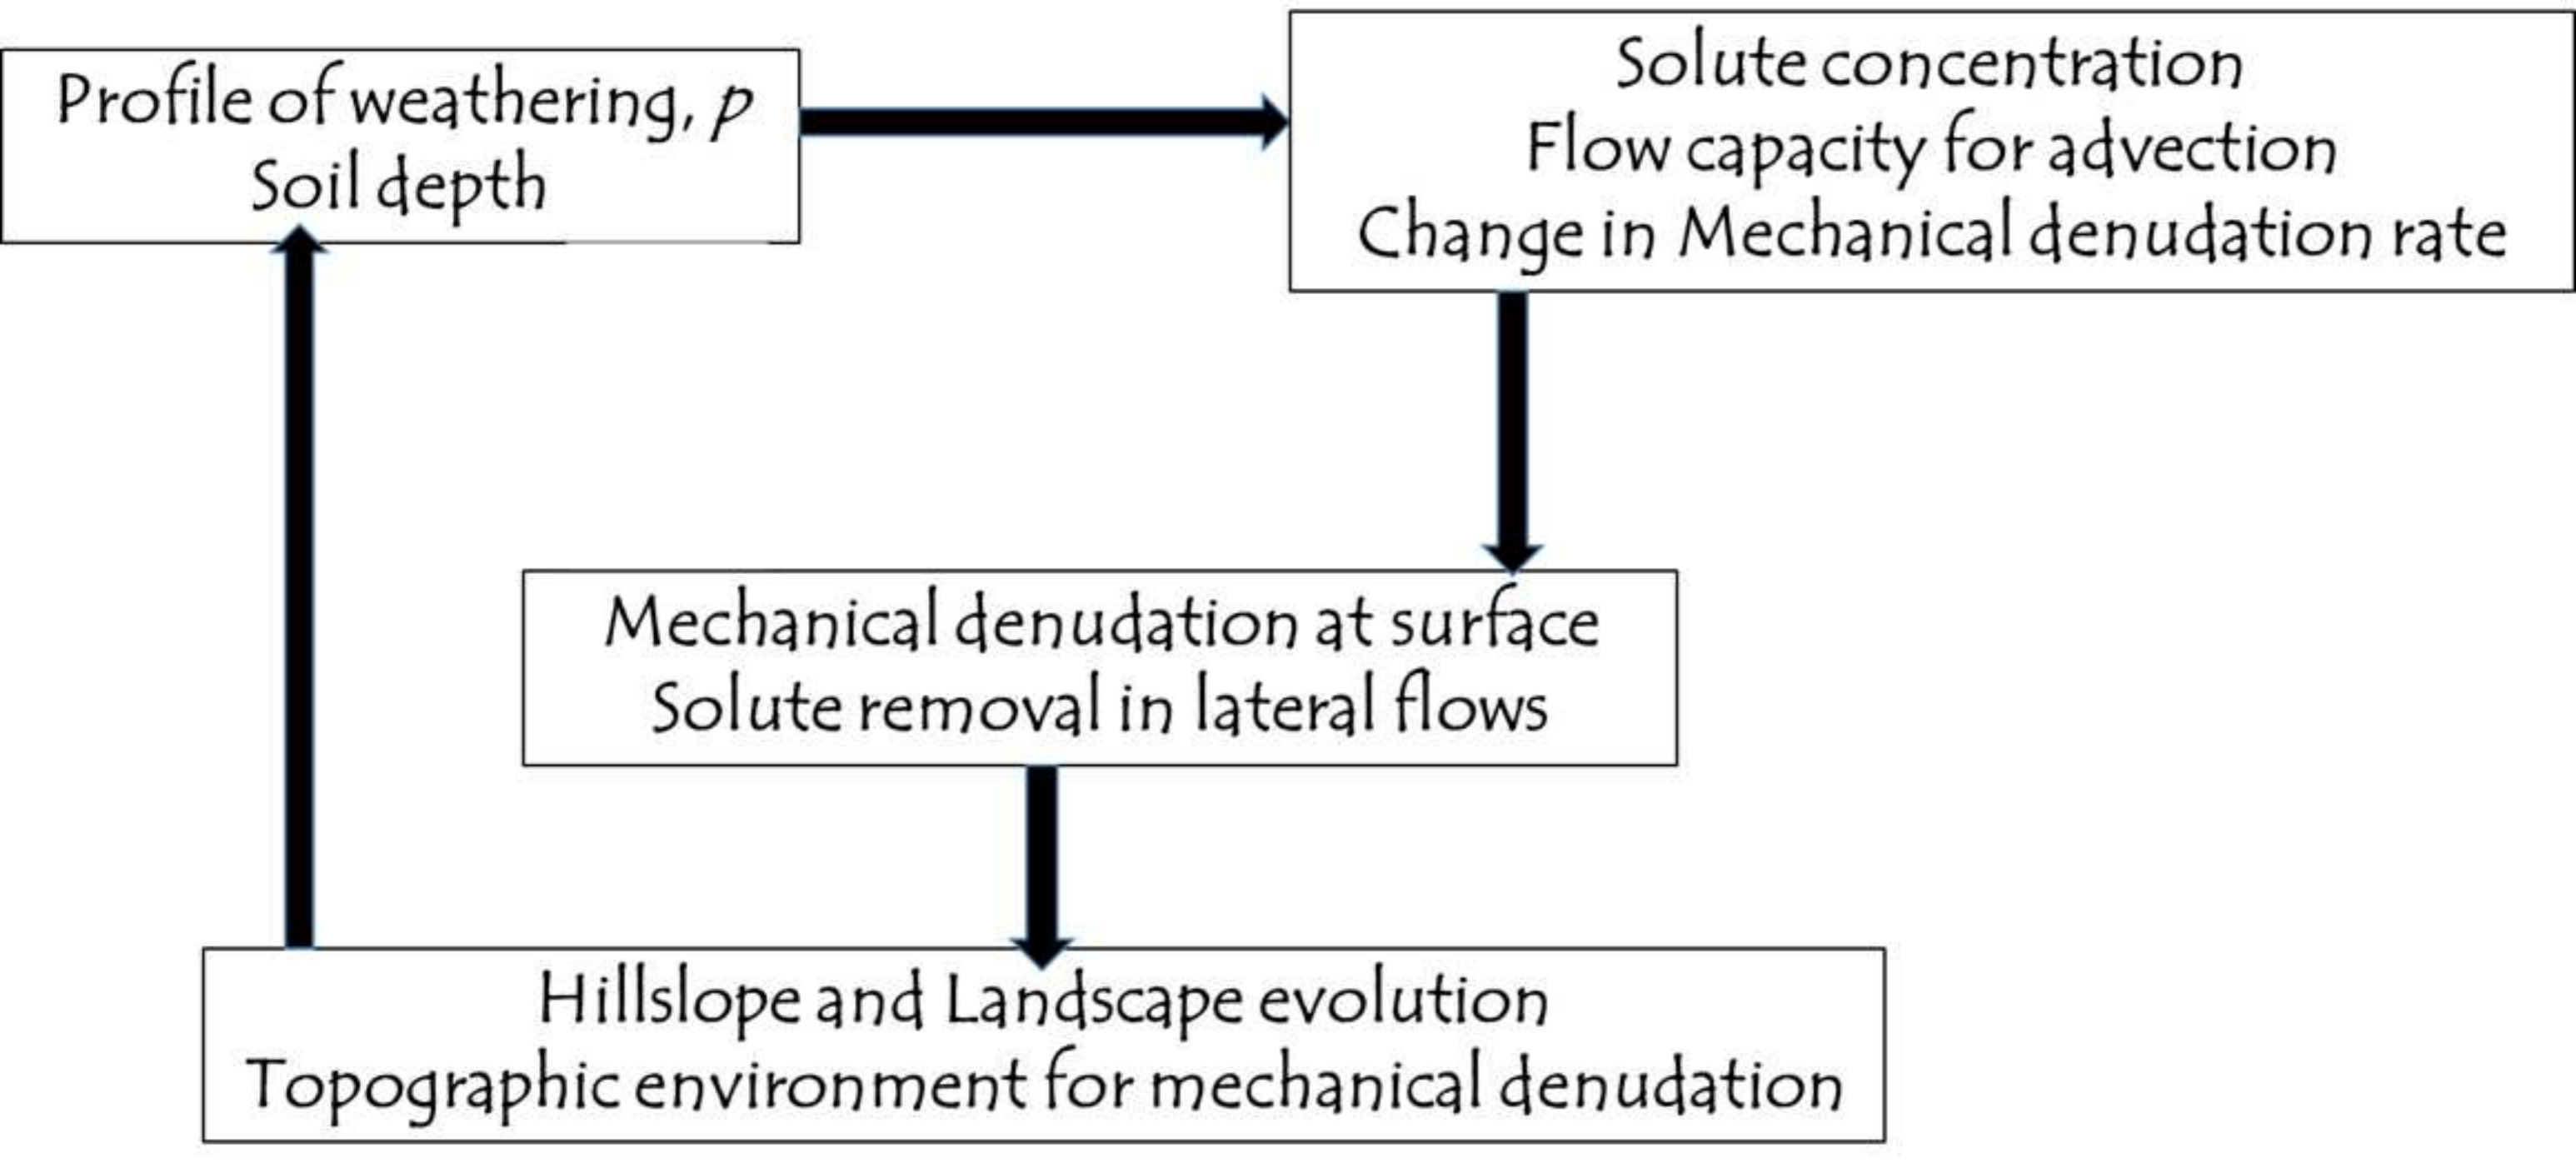 Profile of weathering, p
Soil depth
Solute concentration
Flow capacity for advection
Change in Mechanical denudation rate
Mechanical denudation at surface
Solute removal in lateral flows
Hillslope and Landscape evolution
Topographic environment for mechanical denudation